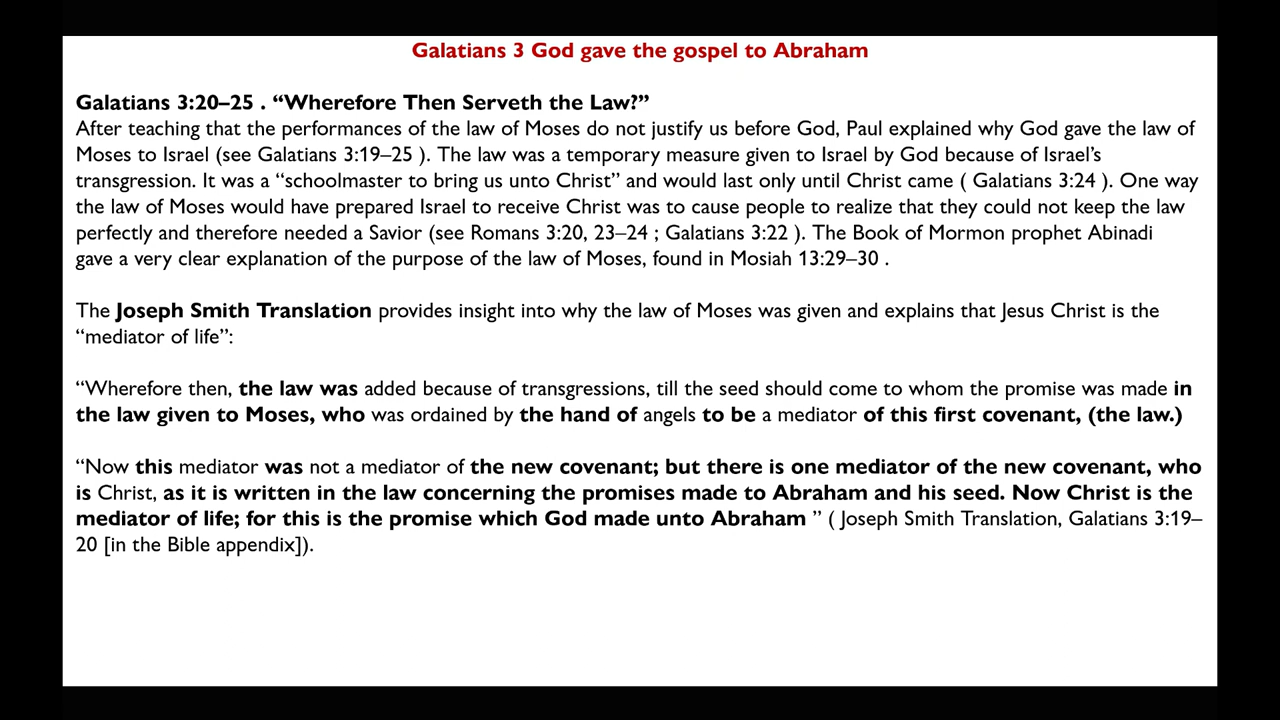 Galatians 3 God gave the gospel to Abraham
Galatians 3:20–25 . “Wherefore Then Serveth the Law?”
After teaching that the performances of the law of Moses do not justify us before God, Paul explained why God gave the law of
Moses to Israel (see Galatians 3:19–25 ). The law was a temporary measure given to Israel by God because of Israel’s
transgression. It was a “schoolmaster to bring us unto Christ” and would last only until Christ came ( Galatians 3:24 ). One way
the law of Moses would have prepared Israel to receive Christ was to cause people to realize that they could not keep the law
perfectly and therefore needed a Savior (see Romans 3:20, 23–24 ; Galatians 3:22 ). The Book of Mormon prophet Abinadi
gave a very clear explanation of the purpose of the law of Moses, found in Mosiah 13:29–30 .
The Joseph Smith Translation provides insight into why the law of Moses was given and explains that Jesus Christ is the
“mediator of life”:
“Wherefore then, the law was added because of transgressions, till the seed should come to whom the promise was made in
the law given to Moses, who was ordained by the hand of angels to be a mediator of this first covenant, (the law.)
“Now this mediator was not a mediator of the new covenant; but there is one mediator of the new covenant, who
is Christ, as it is written in the law concerning the promises made to Abraham and his seed. Now Christ is the
mediator of life; for this is the promise which God made unto Abraham ” ( Joseph Smith Translation, Galatians 3:19–
20 [in the Bible appendix]).